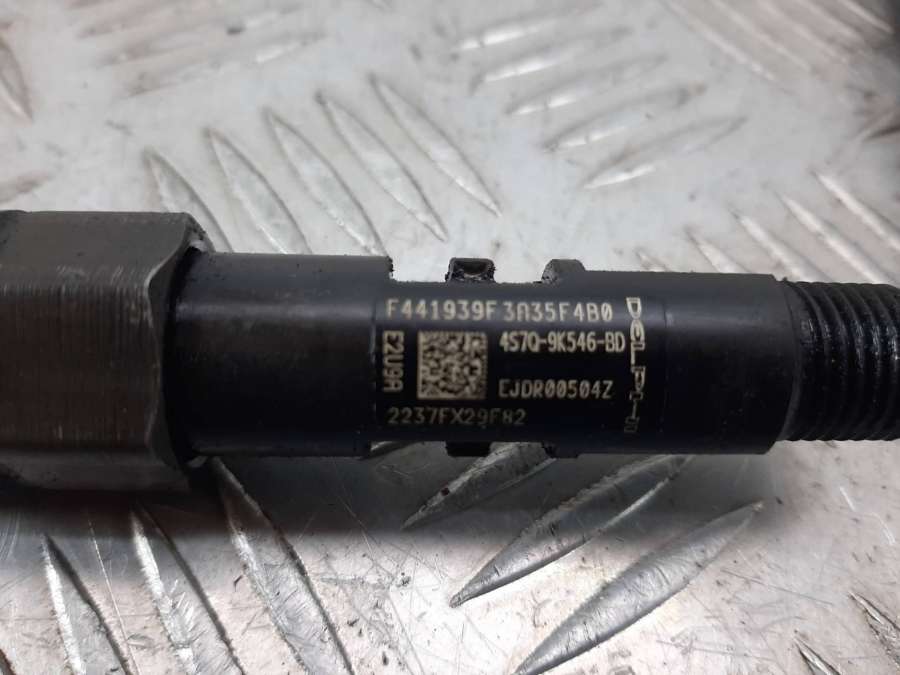 F441939F3A35F4B0
E2U9A
4S7Q-9K546-BD
EJDR00504Z
2237FX29F82
DELPHI